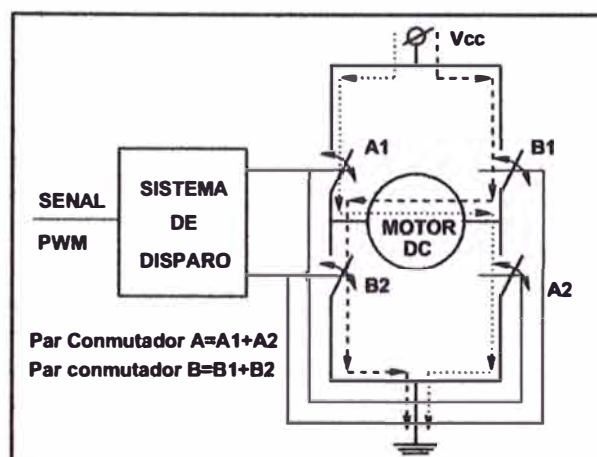 Vcc
A1
B1
SENAL
PWM
SISTEMA
DE
DISPARO
MOTOR
DC
B2
A2
Par Conmutador A=A1+A2
Par conmutador B=B1+B2